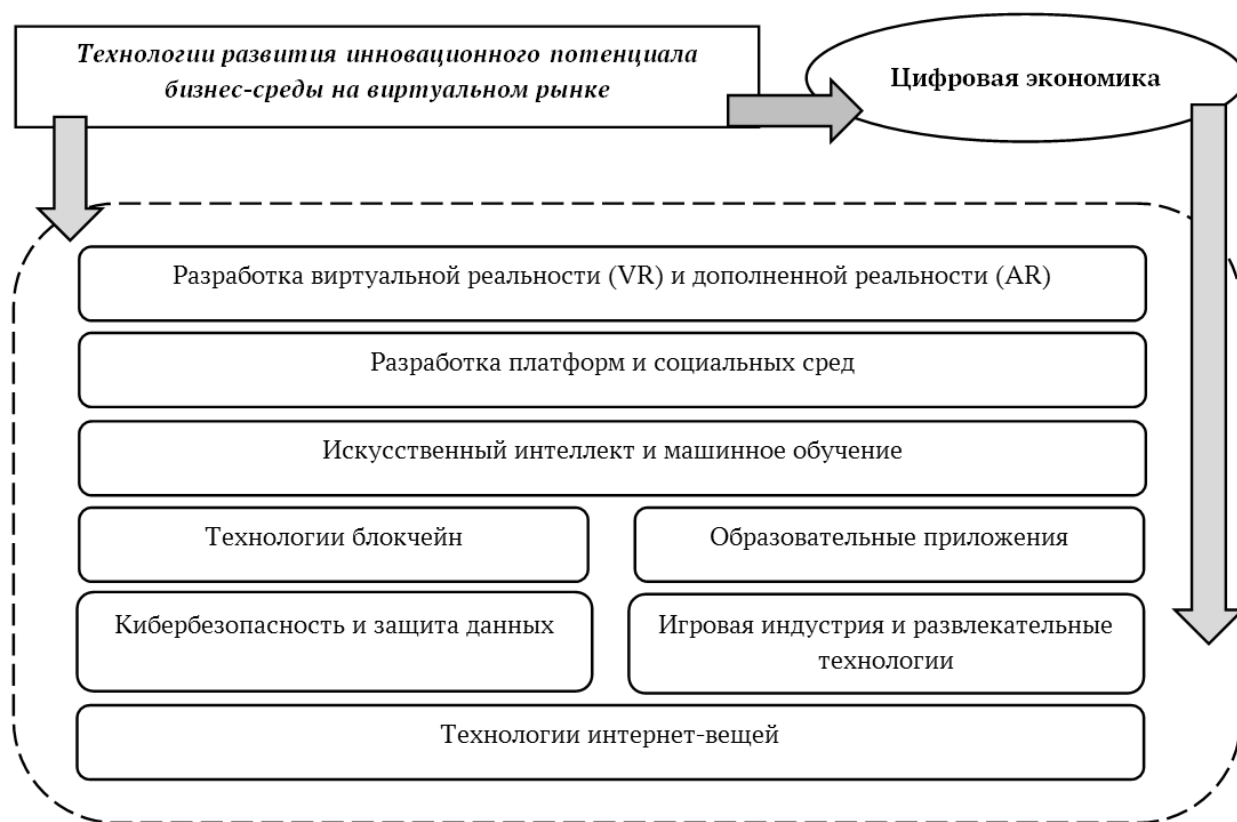 Технологии развития инновационного потенциала
бизнес-среды на виртуальном рынке
Цифровая экономика
Разработка виртуальной реальности (VR) и дополненной реальности (AR)
Разработка платформ и социальных сред
Искусственный интеллект и машинное обучение
Технологии блокчейн
Образовательные приложения
Кибербезопасность и защита данных
Игровая индустрия и развлекательные
технологии
Технологии интернет-вещей